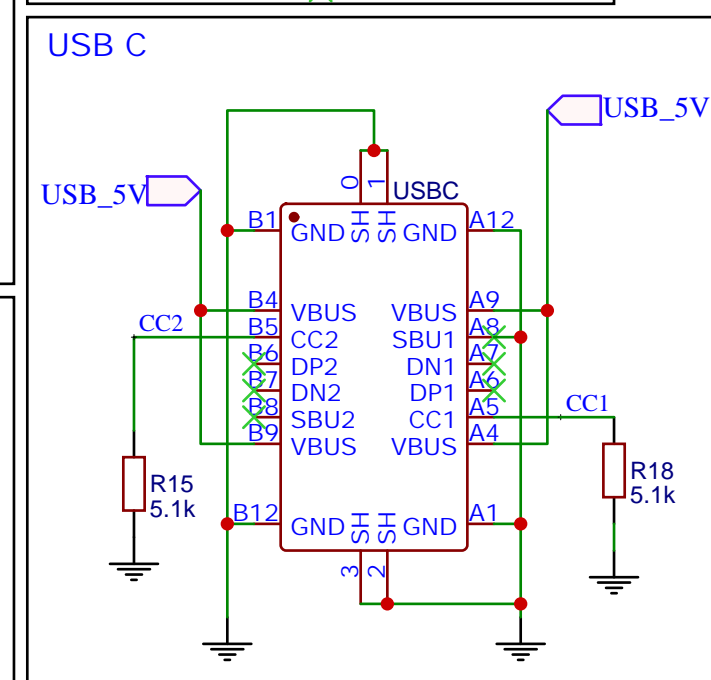 USB C
USB_5V
USB_5V
0
1
USBC
B1
GND
SH
SH
GND
A12
B4
VBUS
VBUS
A9
CC2
B5
CC2
SBU1
A8
B6
DP2
DN1
A7
B7
DN2
DP1
A6
B8
SBU2
CC1
A5
CC1
B9
VBUS
VBUS
A4
R15
5.1k
R18
5.1k
B12
GND
SH
SH
GND
A1
3
2